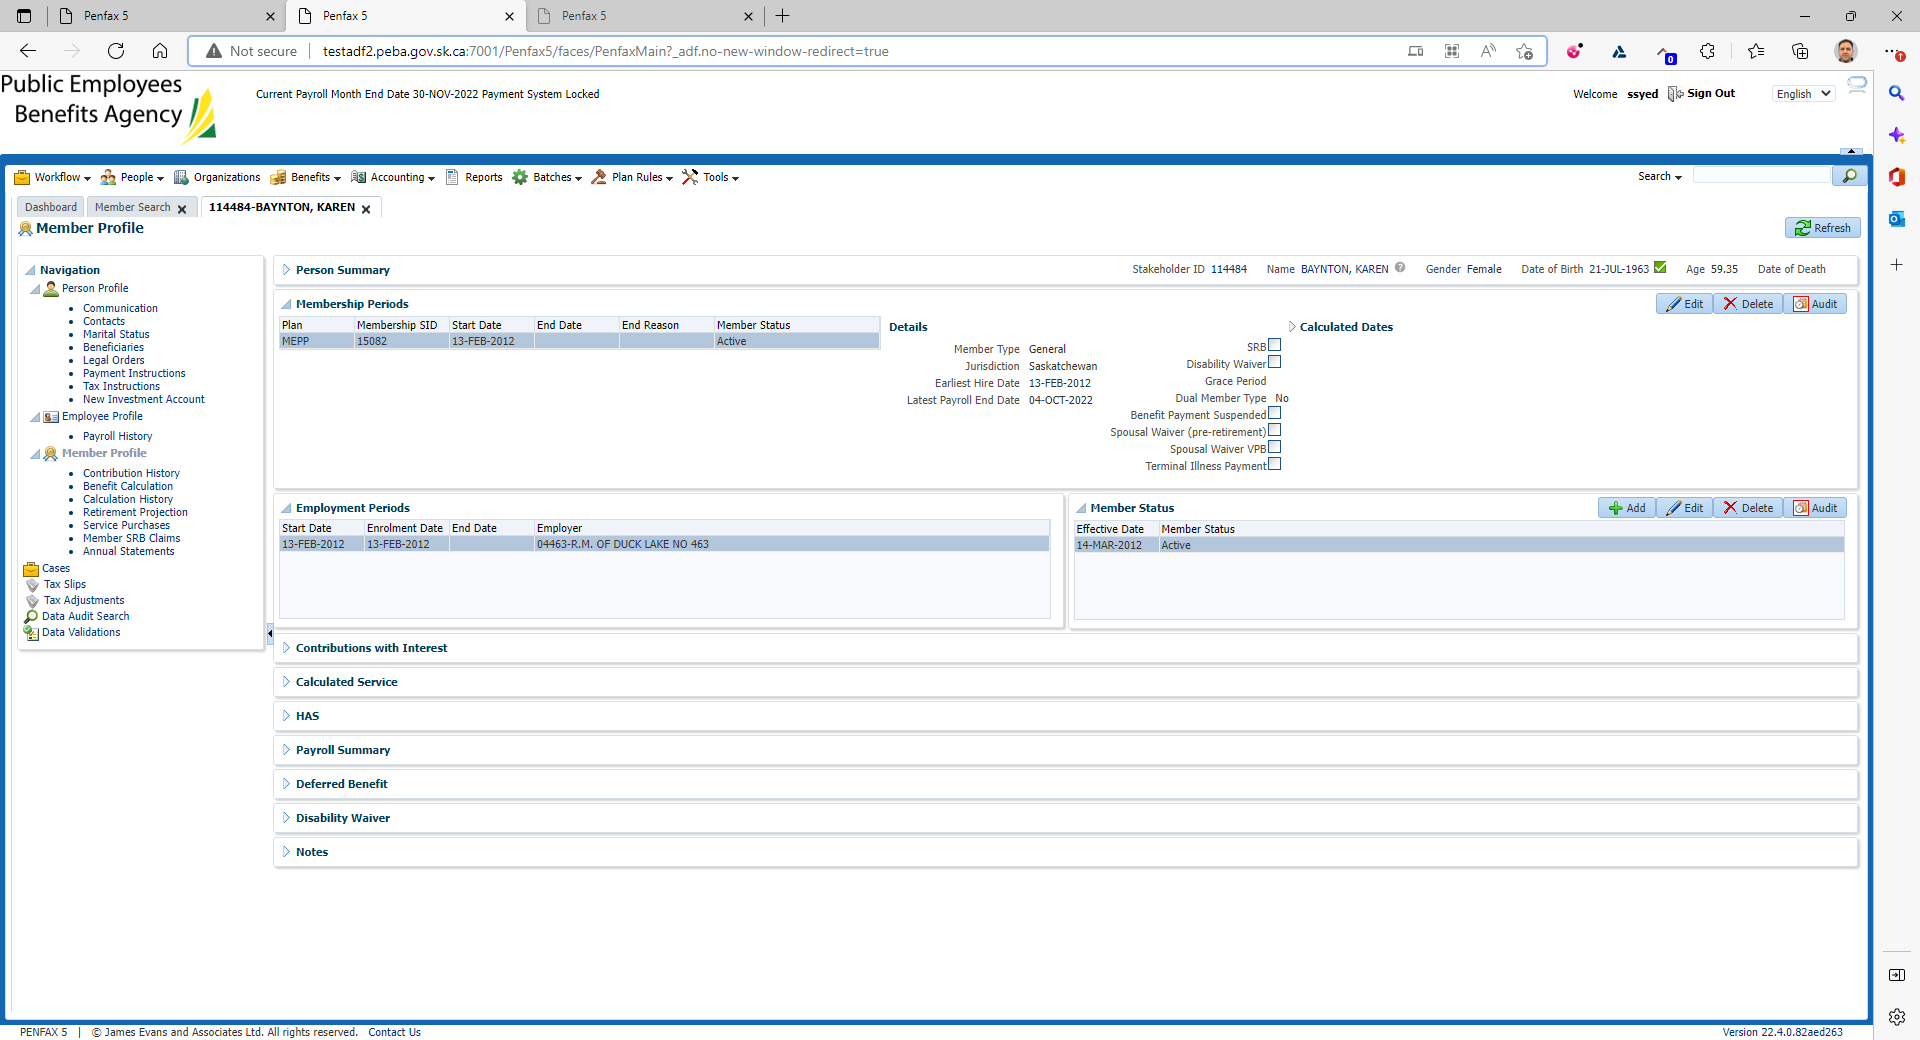 Penfax 5
Penfax 5
Penfax 5
Not secure
testadf2.peba.gov.sk.ca:7001/Penfax5/faces/PenfaxMain?_adf.no-new-window-redirect=true
0
Public Employees
Benefits Agency
Current Payroll Month End Date 30-NOV-2022 Payment System Locked
Welcome ssyed Sign Out English
Workflow People Organizations Benefits Accounting Reports Batches Plan Rules Tools Search
Dashboard Member Search 114484-BAYNTON, KAREN
Member Profile
Refresh
Navigation
Person Profile
Communication
Contacts
Marital Status
Beneficiaries
Legal Orders
Payment Instructions
Tax Instructions
New Investment Account
Employee Profile
Payroll History
Member Profile
Contribution History
Benefit Calculation
Calculation History
Retirement Projection
Service Purchases
Member SRB Claims
Annual Statements
Cases
Tax Slips
Tax Adjustments
Data Audit Search
Data Validations
Person Summary Stakeholder ID 114484 Name BAYNTON, KAREN Gender Female Date of Birth 21-JUL-1963 Age 59.35 Date of Death
Membership Periods Edit Delete Audit
Plan Membership SID Start Date End Date End Reason Member Status
MEPP 15082 13-FEB-2012 Active
Details
Member Type General
Jurisdiction Saskatchewan
Earliest Hire Date 13-FEB-2012
Latest Payroll End Date 04-OCT-2022
SRB
Disability Waiver
Grace Period
Dual Member Type No
Benefit Payment Suspended
Spousal Waiver (pre-retirement)
Spousal Waiver VPB
Terminal Illness Payment
Calculated Dates
Employment Periods
Start Date Enrolment Date End Date Employer
13-FEB-2012 13-FEB-2012 04463-R.M. OF DUCK LAKE NO 463
Member Status Add Edit Delete Audit
Effective Date Member Status
14-MAR-2012 Active
Contributions with Interest
Calculated Service
HAS
Payroll Summary
Deferred Benefit
Disability Waiver
Notes
PENFAX 5 | © James Evans and Associates Ltd. All rights reserved. Contact Us
Version 22.4.0.82aed263